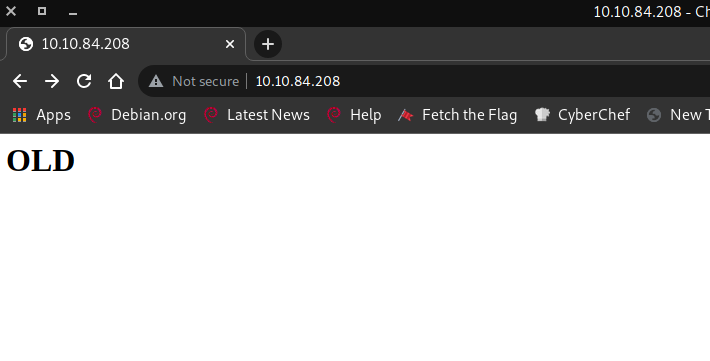 10.10.84.208 - Ch
10.10.84.208
Not secure 10.10.84.208
Apps Debian.org Latest News Help Fetch the Flag CyberChef New T
OLD